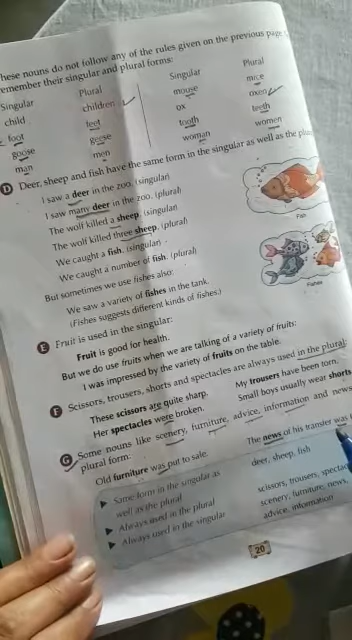 hese nouns do not follow any of the rules given on the previous page
remember their singular and plural forms:
Singular Plural Singular Plural
child children mouse mice
foot feet ox oxen
goose geese tooth teeth
man men woman women
D Deer, sheep and fish have the same form in the singular as well as the plu
I saw a deer in the zoo. (singular)
I saw many deer in the zoo. (plural)
The wolf killed a sheep. (singular)
The wolf killed three sheep. (plural)
We caught a fish. (singular)
We caught a number of fish. (plural)
Fish
But sometimes we use fishes also:
We saw a variety of fishes in the tank.
(Fishes suggests different kinds of fishes.)
Fishes
E Fruit is used in the singular:
Fruit is good for health.
But we do use fruits when we are talking of a variety of fruits:
I was impressed by the variety of fruits on the table.
F Scissors, trousers, shorts and spectacles are always used in the plural:
These scissors are quite sharp. My trousers have been torn.
Her spectacles were broken. Small boys usually wear shorts
G Some nouns like scenery, furniture, advice, information and news
plural form:
Old furniture was put to sale. The news of his transfer was
Same form in the singular as well as the plural deer, sheep, fish
Always used in the plural scissors, trousers, spectac
Always used in the singular scenery, furniture, news,
advice, information
20